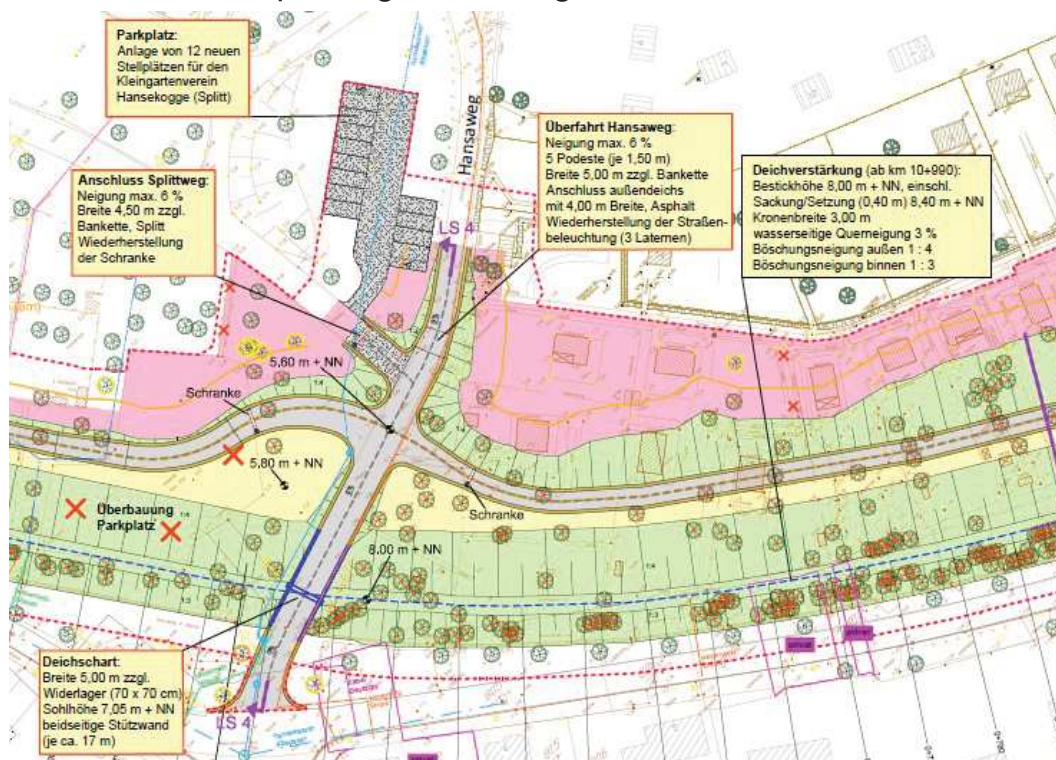 Parkplatz:
Anlage von 12 neuen
Stellplätzen für den
Kleingartenverein
Hansekogge (Splitt)
Hansaweg
Überfahrt Hansaweg:
Neigung max. 6 %
5 Podeste (je 1,50 m)
Breite 5,00 m zzgl. Bankette
Anschluss außendeichs
mit 4,00 m Breite, Asphalt
Wiederherstellung der Straßen-
beleuchtung (3 Laternen)
Deichverstärkung (ab km 10+990):
Bestickhöhe 8,00 m + NN, einschl.
Sackung/Setzung (0,40 m) 8,40 m + NN
Kronenbreite 3,00 m
wasserseitige Querneigung 3 %
Böschungsneigung außen 1 : 4
Böschungsneigung binnen 1 : 3
Anschluss Splittweg:
Neigung max. 6 %
Breite 4,50 m zzgl.
Bankette, Splitt
Wiederherstellung
der Schranke
LS 4
5,60 m + NN
Schranke
5,80 m + NN
Schranke
Überbauung
Parkplatz
8,00 m + NN
Deichschart:
Breite 5,00 m zzgl.
Widerlager (70 x 70 cm)
Sohlhöhe 7,05 m + NN
beidseitige Stützwand
(je ca. 17 m)
LS 4